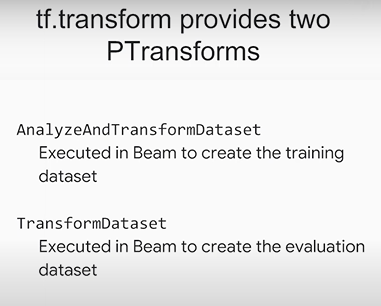 tf.transform provides two
PTransforms
AnalyzeAndTransformDataset
Executed in Beam to create the training
dataset
TransformDataset
Executed in Beam to create the evaluation
dataset